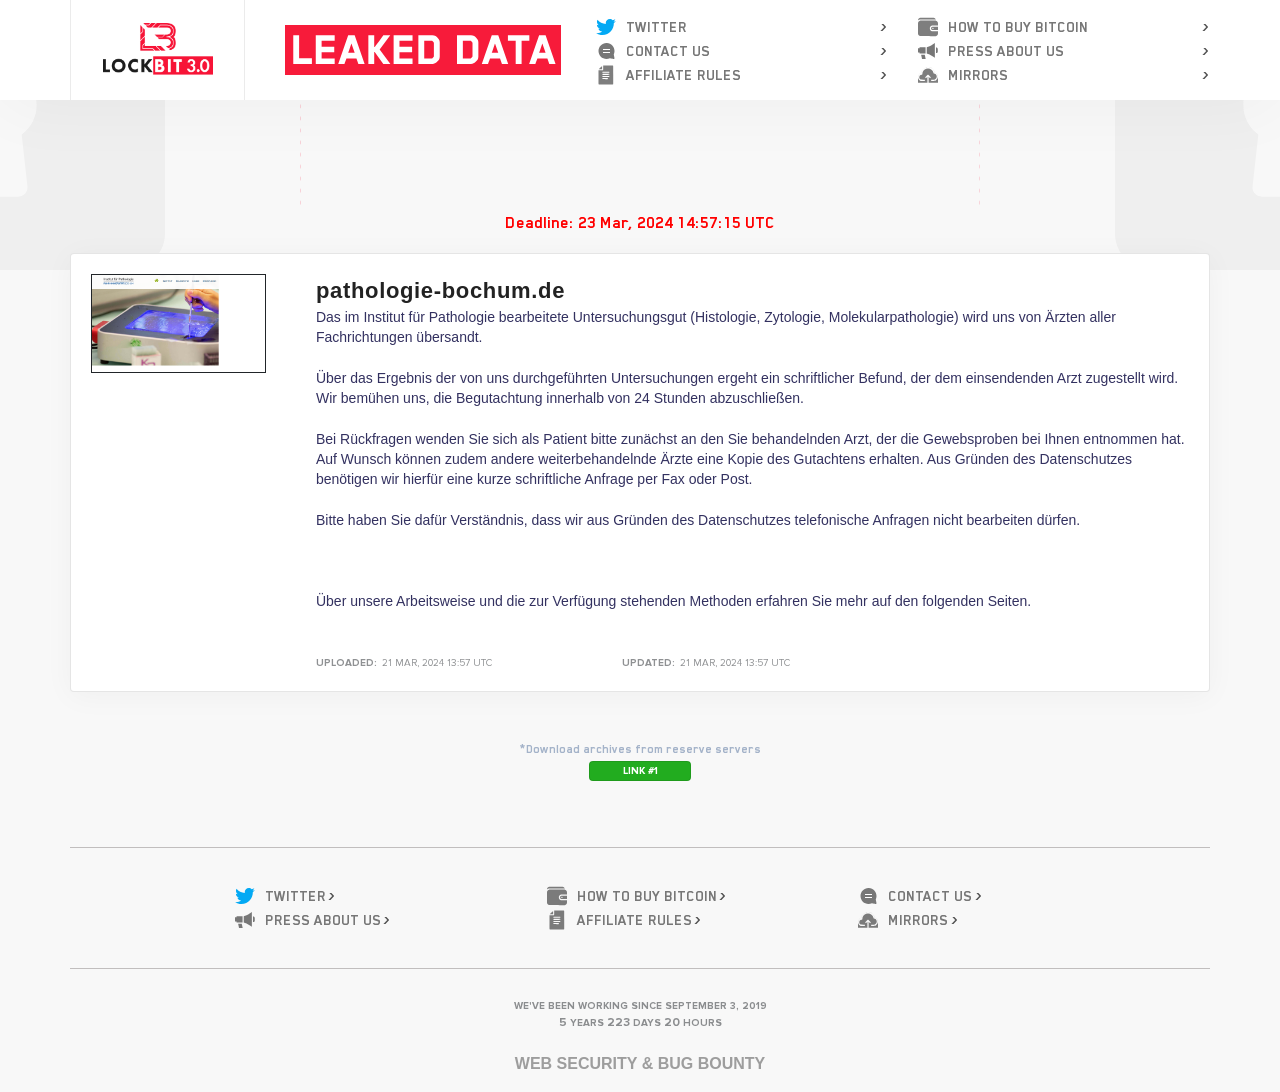 LOCKBIT 3.0
LEAKED DATA
TWITTER
CONTACT US
AFFILIATE RULES
HOW TO BUY BITCOIN
PRESS ABOUT US
MIRRORS
Deadline: 23 Mar, 2024 14:57:15 UTC
pathologie-bochum.de
Das im Institut für Pathologie bearbeitete Untersuchungsgut (Histologie, Zytologie, Molekularpathologie) wird uns von Ärzten aller
Fachrichtungen übersandt.
Über das Ergebnis der von uns durchgeführten Untersuchungen ergeht ein schriftlicher Befund, der dem einsendenden Arzt zugestellt wird.
Wir bemühen uns, die Begutachtung innerhalb von 24 Stunden abzuschließen.
Bei Rückfragen wenden Sie sich als Patient bitte zunächst an den Sie behandelnden Arzt, der die Gewebsproben bei Ihnen entnommen hat.
Auf Wunsch können zudem andere weiterbehandelnde Ärzte eine Kopie des Gutachtens erhalten. Aus Gründen des Datenschutzes
benötigen wir hierfür eine kurze schriftliche Anfrage per Fax oder Post.
Bitte haben Sie dafür Verständnis, dass wir aus Gründen des Datenschutzes telefonische Anfragen nicht bearbeiten dürfen.
Über unsere Arbeitsweise und die zur Verfügung stehenden Methoden erfahren Sie mehr auf den folgenden Seiten.
UPLOADED: 21 MAR, 2024 13:57 UTC
UPDATED: 21 MAR, 2024 13:57 UTC
*Download archives from reserve servers
LINK #1
TWITTER
HOW TO BUY BITCOIN
CONTACT US
PRESS ABOUT US
AFFILIATE RULES
MIRRORS
WE'VE BEEN WORKING SINCE SEPTEMBER 3, 2019
5 YEARS 223 DAYS 20 HOURS
WEB SECURITY & BUG BOUNTY